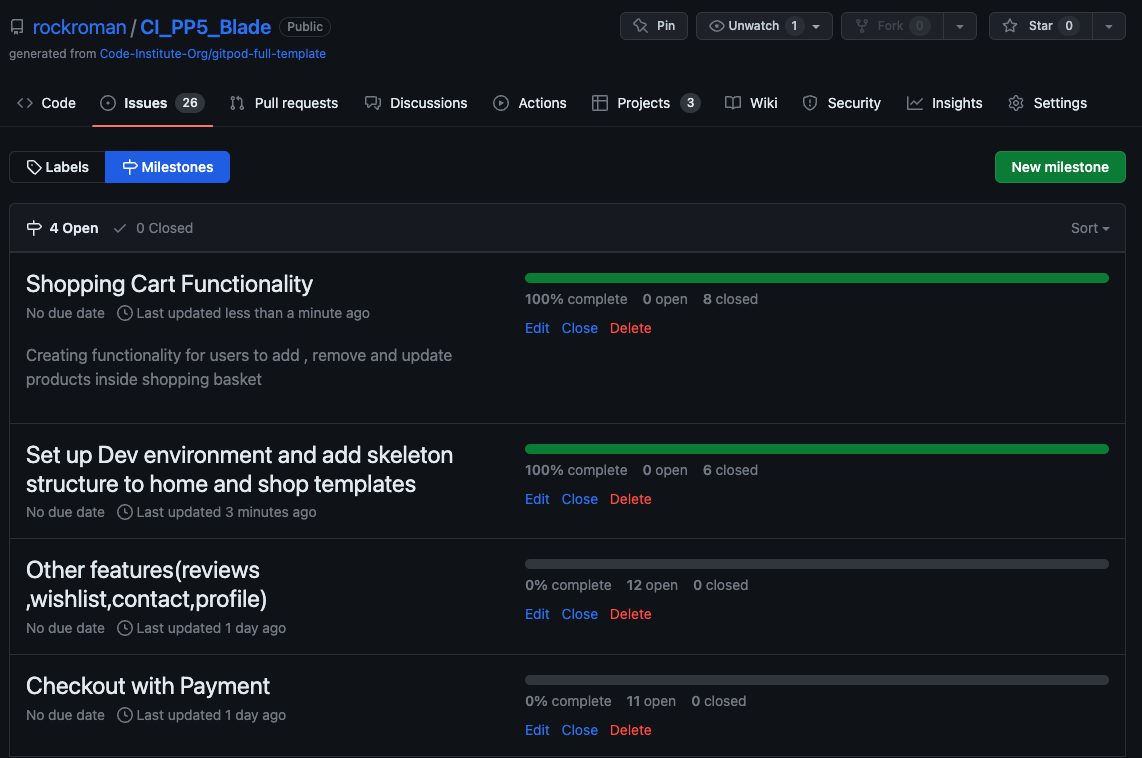 rockroman / CI_PP5_Blade Public
Pin Unwatch 1 Fork 0 Star 0
generated from Code-Institute-Org/gitpod-full-template
Code Issues 26 Pull requests Discussions Actions Projects 3 Wiki Security Insights Settings
Labels Milestones New milestone
4 Open 0 Closed Sort
Shopping Cart Functionality
No due date Last updated less than a minute ago
Creating functionality for users to add , remove and update
products inside shopping basket
100% complete 0 open 8 closed
Edit Close Delete
Set up Dev environment and add skeleton
structure to home and shop templates
No due date Last updated 3 minutes ago
100% complete 0 open 6 closed
Edit Close Delete
Other features(reviews
,wishlist,contact,profile)
No due date Last updated 1 day ago
0% complete 12 open 0 closed
Edit Close Delete
Checkout with Payment
No due date Last updated 1 day ago
0% complete 11 open 0 closed
Edit Close Delete